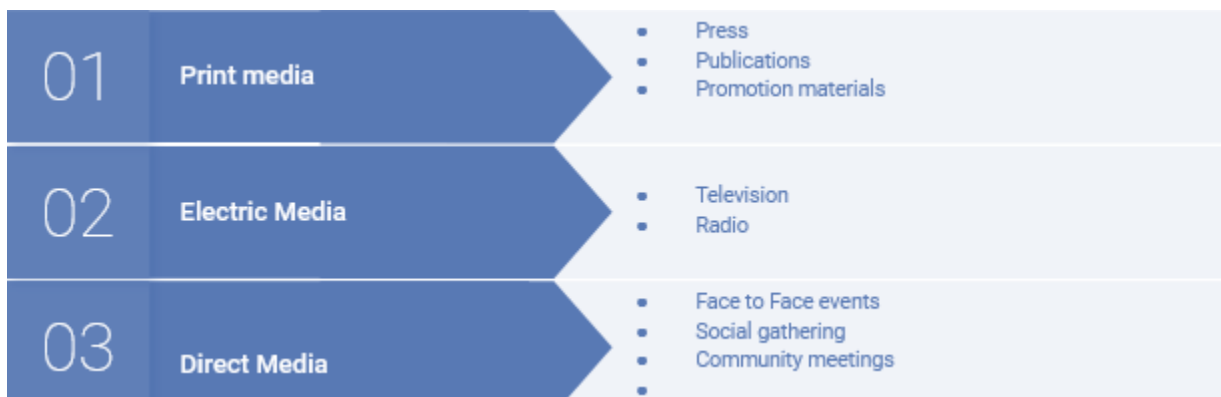 01
Print media
• Press
• Publications
• Promotion materials
02
Electric Media
• Television
• Radio
03
Direct Media
• Face to Face events
• Social gathering
• Community meetings
•